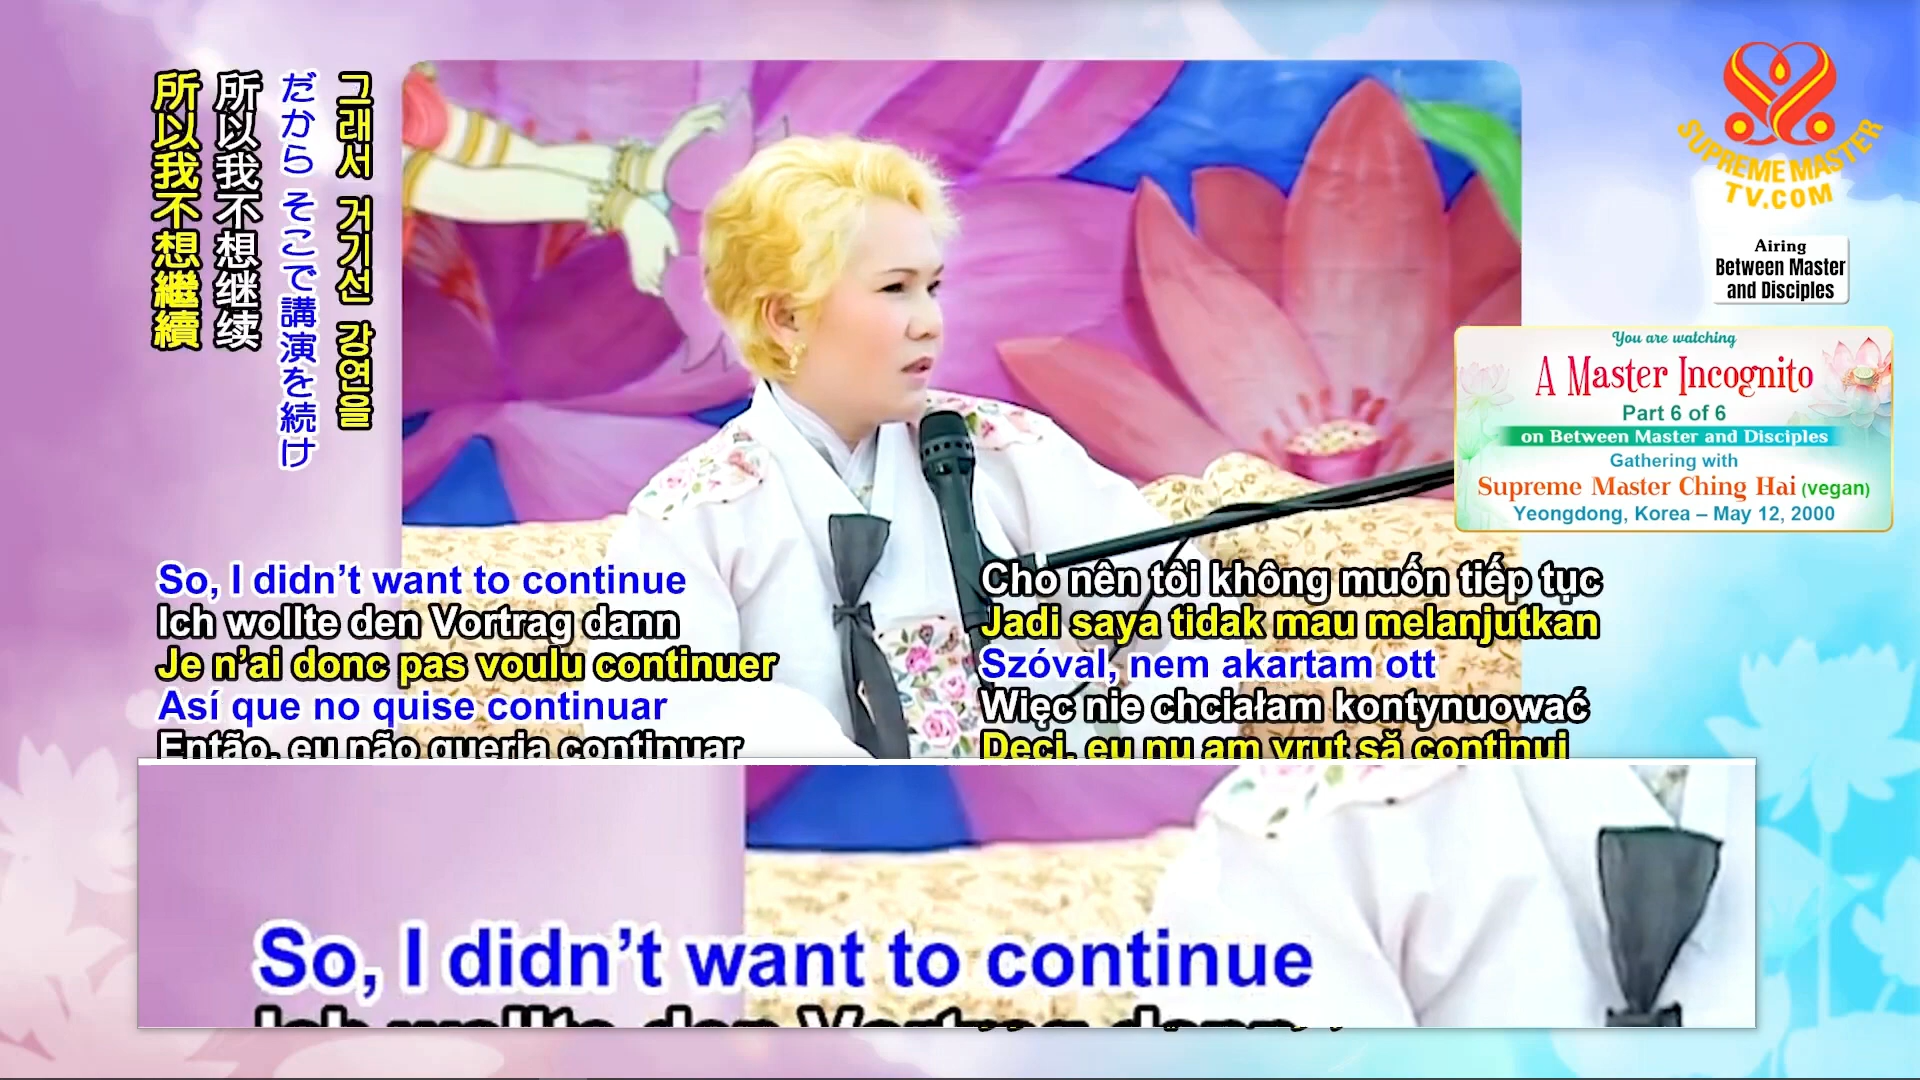 所以我不想繼續
所以我不想继续
だから そこで講演を続け
그래서 거기선 강연을
SUPREME MASTER
TV.COM
Airing
Between Master
and Disciples
You are watching
A Master Incognito
Part 6 of 6
on Between Master and Disciples
Gathering with
Supreme Master Ching Hai (vegan)
Yeongdong, Korea – May 12, 2000
So, I didn’t want to continue
Ich wollte den Vortrag dann
Je n’ai donc pas voulu continuer
Así que no quise continuar
Então, eu não queria continuar
Cho nên tôi không muốn tiếp tục
Jadi saya tidak mau melanjutkan
Szóval, nem akartam ott
Więc nie chciałam kontynuować
Deci, eu nu am vrut să continui
So, I didn’t want to continue
Ich wollte den Vortrag dann